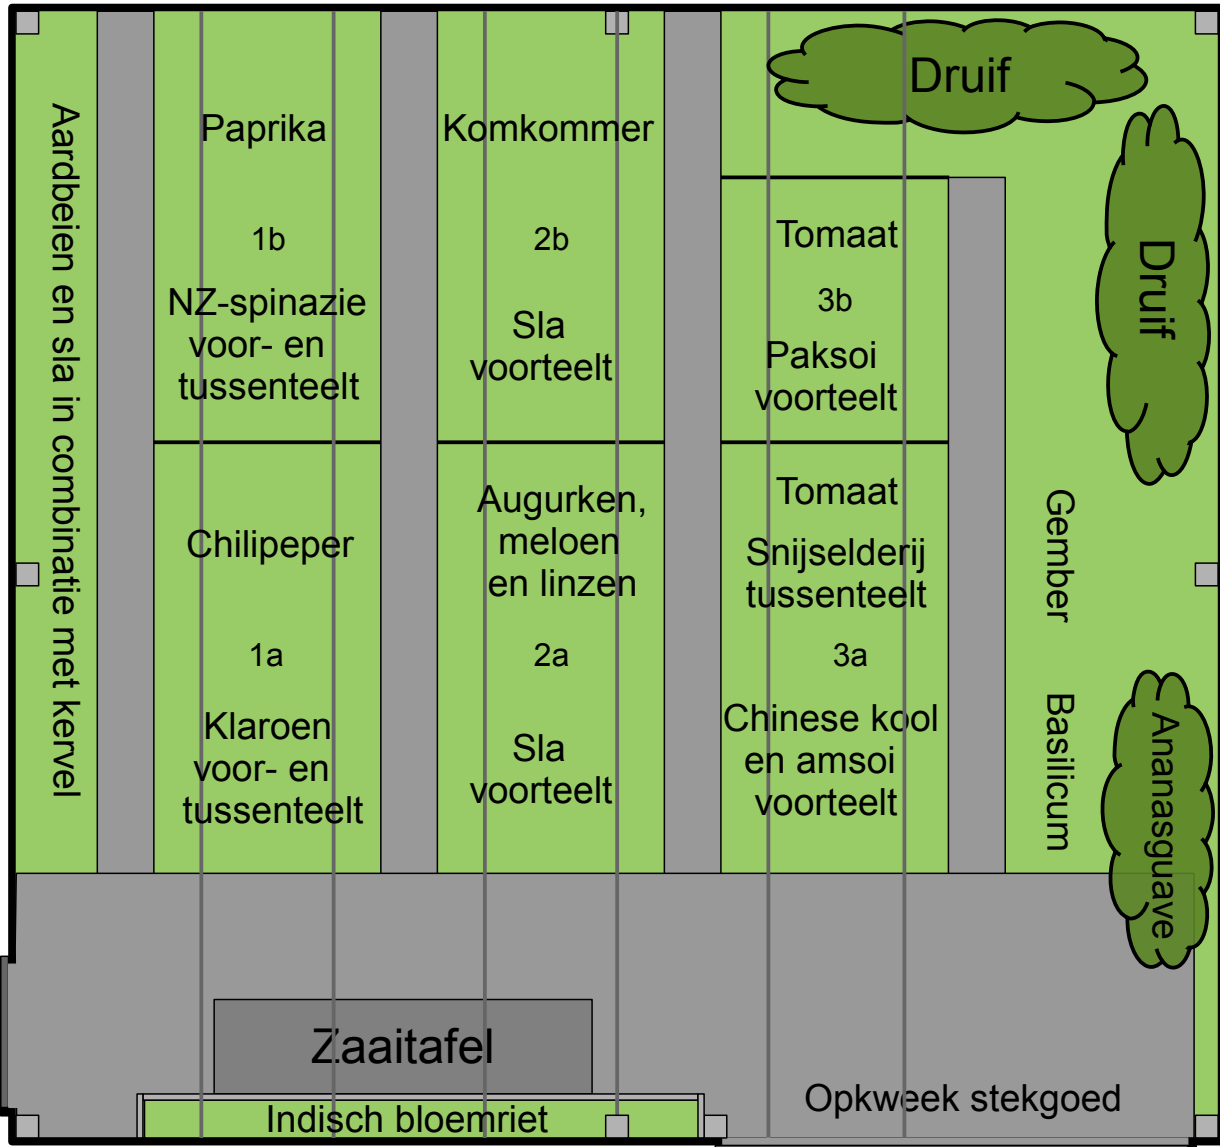 Aardbeien en sla in combinatie met kervel
Paprika
1b
NZ-spinazie
voor- en
tussenteelt
Chilipeper
1a
Klaroen
voor- en
tussenteelt
Komkommer
2b
Sla
voorteelt
Augurken,
meloen
en linzen
2a
Sla
voorteelt
Tomaat
3b
Paksoi
voorteelt
Tomaat
Snijselderij
tussenteelt
3a
Chinese kool
en amsoi
voorteelt
Druif
Druif
Gember
Basilicum
Ananasguave
Zaaitafel
Indisch bloemriet
Opkweek stekgoed